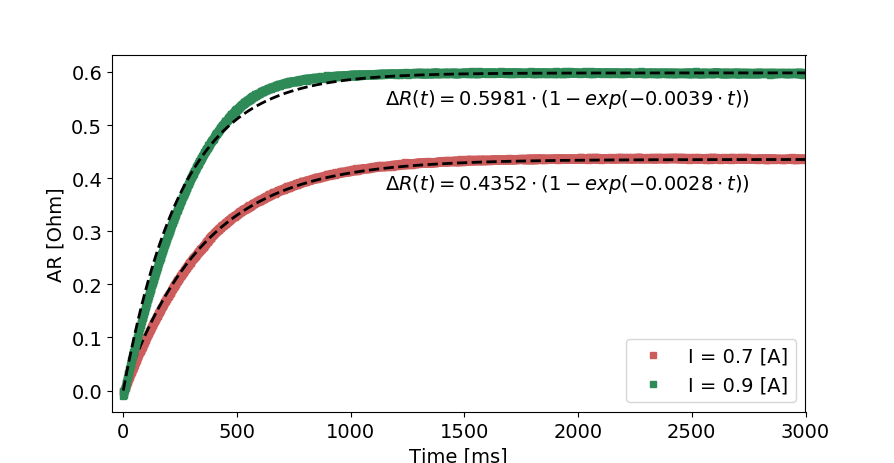 0.6
0.5
0.4
0.3
0.2
0.1
0.0
AR [Ohm]
ΔR(t) = 0.5981 · (1 − exp(−0.0039 · t))
ΔR(t) = 0.4352 · (1 − exp(−0.0028 · t))
I = 0.7 [A]
I = 0.9 [A]
0 500 1000 1500 2000 2500 3000
Time [ms]